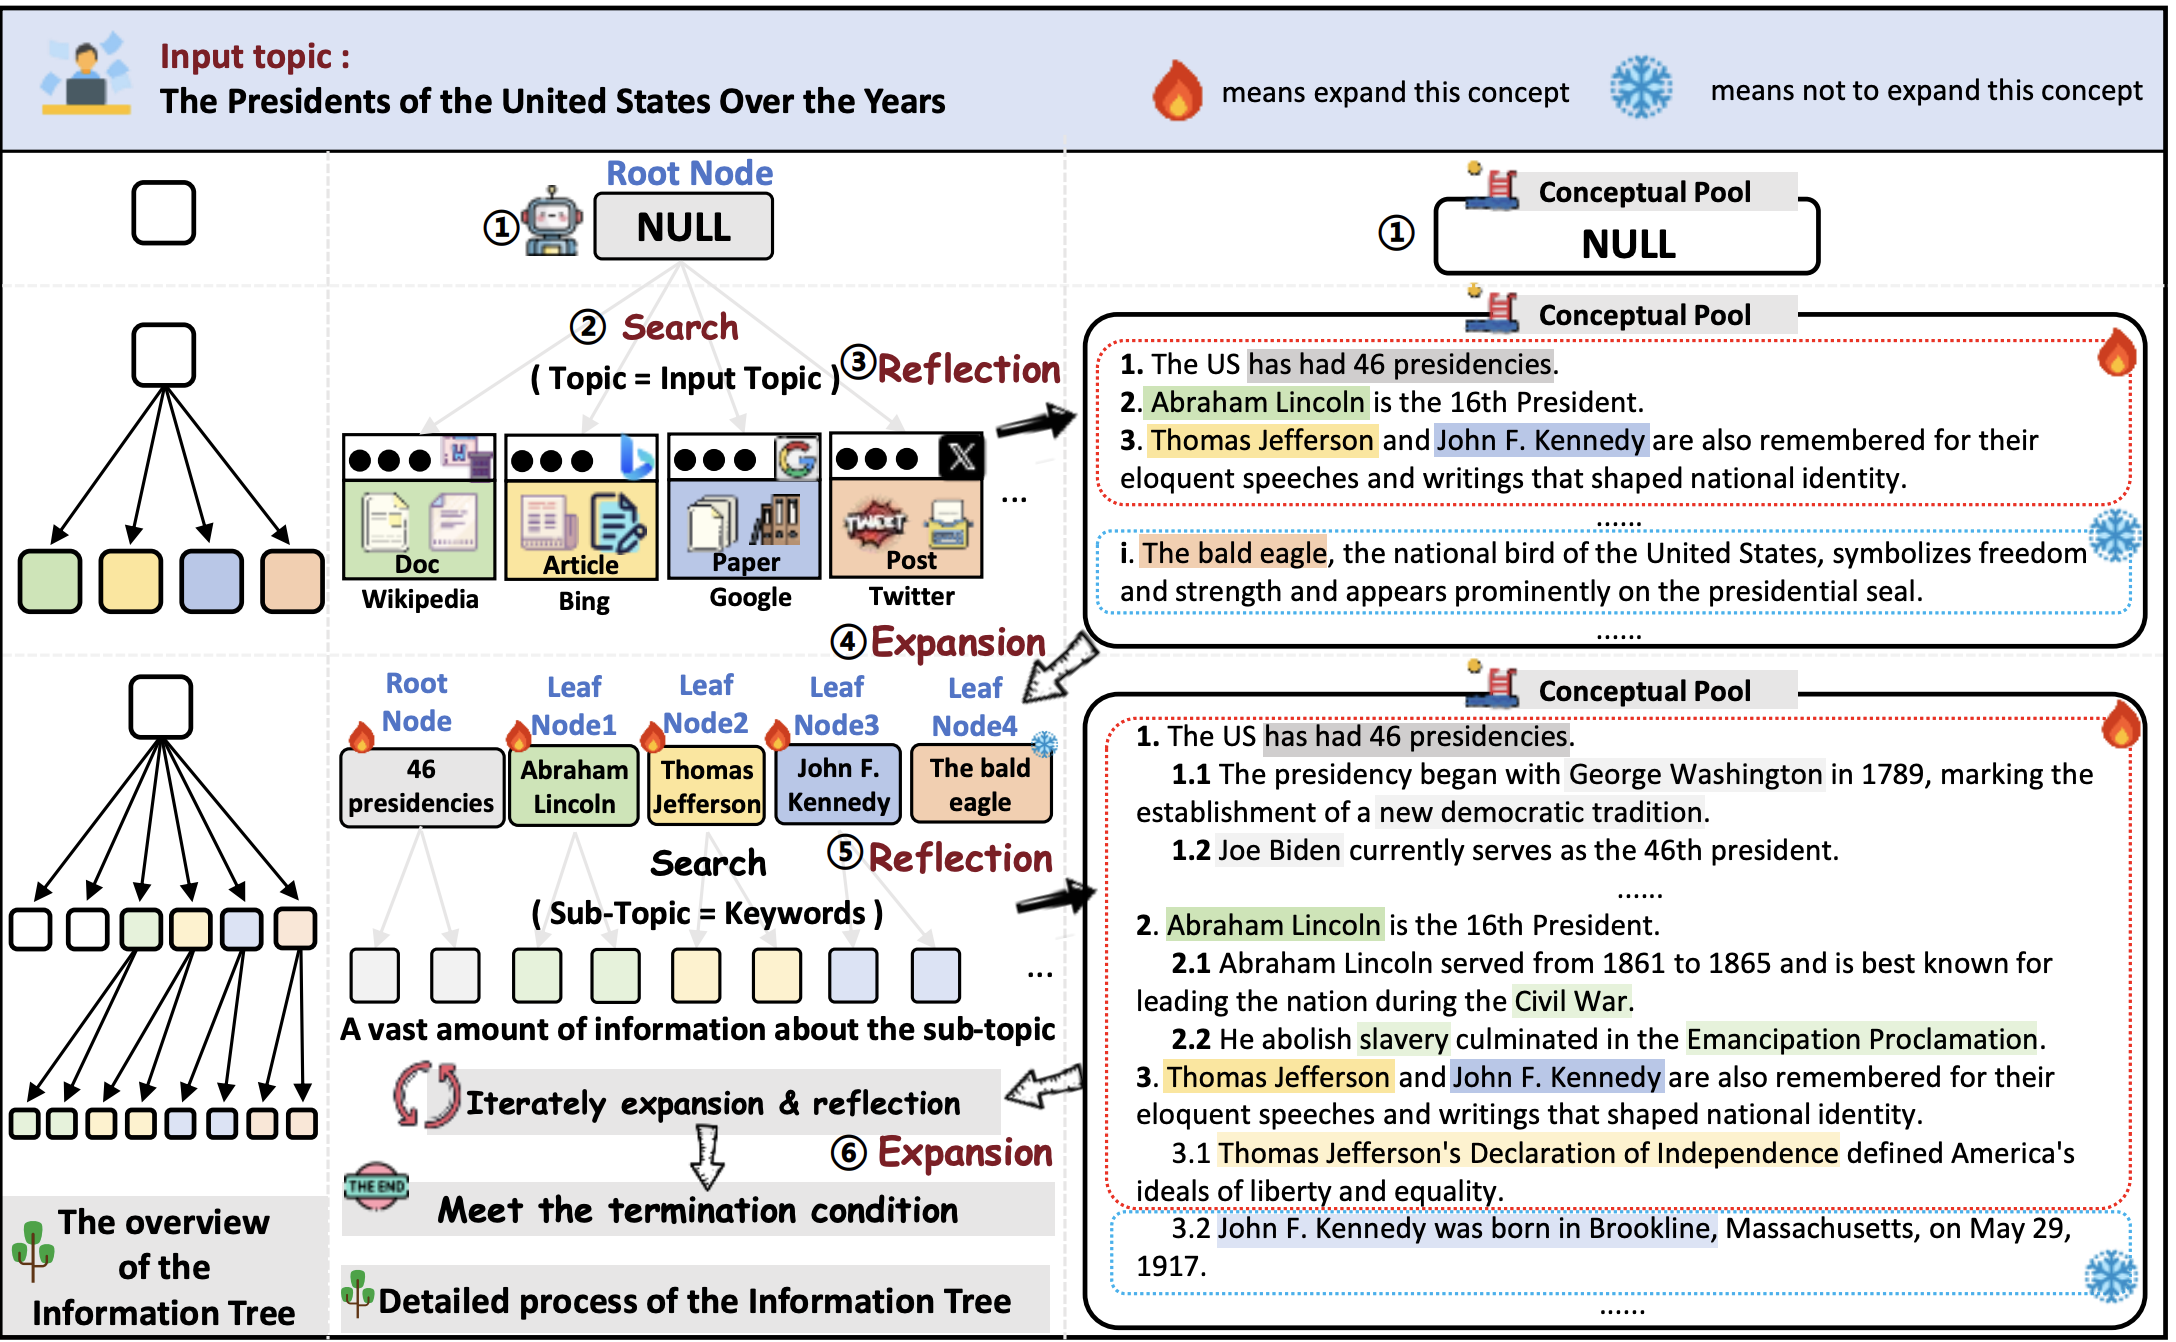 Input topic :
The Presidents of the United States Over the Years
means expand this concept
means not to expand this concept
Root Node
① NULL
② Search
( Topic = Input Topic )
③ Reflection
W
TWEET
Doc
Article
Paper
Post
Wikipedia
Bing
Google
Twitter
...
④ Expansion
Root
Node
Leaf
Node1
Leaf
Node2
Leaf
Node3
Leaf
Node4
46
presidencies
Abraham
Lincoln
Thomas
Jefferson
John F.
Kennedy
The bald
eagle
⑤ Reflection
Search
( Sub-Topic = Keywords )
...
A vast amount of information about the sub-topic
Iterately expansion & reflection
⑥ Expansion
THE END
Meet the termination condition
The overview
of the
Information Tree
Detailed process of the Information Tree
Conceptual Pool
① NULL
Conceptual Pool
1. The US has had 46 presidencies.
2. Abraham Lincoln is the 16th President.
3. Thomas Jefferson and John F. Kennedy are also remembered for their
eloquent speeches and writings that shaped national identity.
......
i. The bald eagle, the national bird of the United States, symbolizes freedom
and strength and appears prominently on the presidential seal.
......
Conceptual Pool
1. The US has had 46 presidencies.
1.1 The presidency began with George Washington in 1789, marking the
establishment of a new democratic tradition.
1.2 Joe Biden currently serves as the 46th president.
......
2. Abraham Lincoln is the 16th President.
2.1 Abraham Lincoln served from 1861 to 1865 and is best known for
leading the nation during the Civil War.
2.2 He abolish slavery culminated in the Emancipation Proclamation.
3. Thomas Jefferson and John F. Kennedy are also remembered for their
eloquent speeches and writings that shaped national identity.
3.1 Thomas Jefferson's Declaration of Independence defined America's
ideals of liberty and equality.
3.2 John F. Kennedy was born in Brookline, Massachusetts, on May 29,
1917.
......